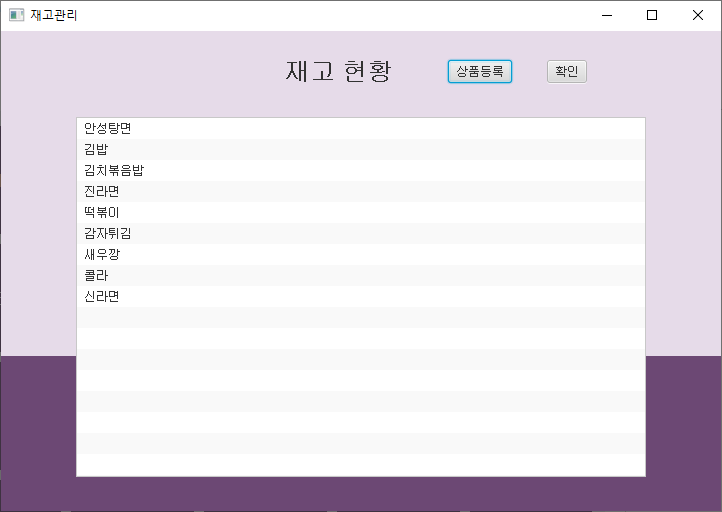 재고관리
재고 현황 상품등록 확인
안성탕면
김밥
김치볶음밥
진라면
떡볶이
감자튀김
새우깡
콜라
신라면